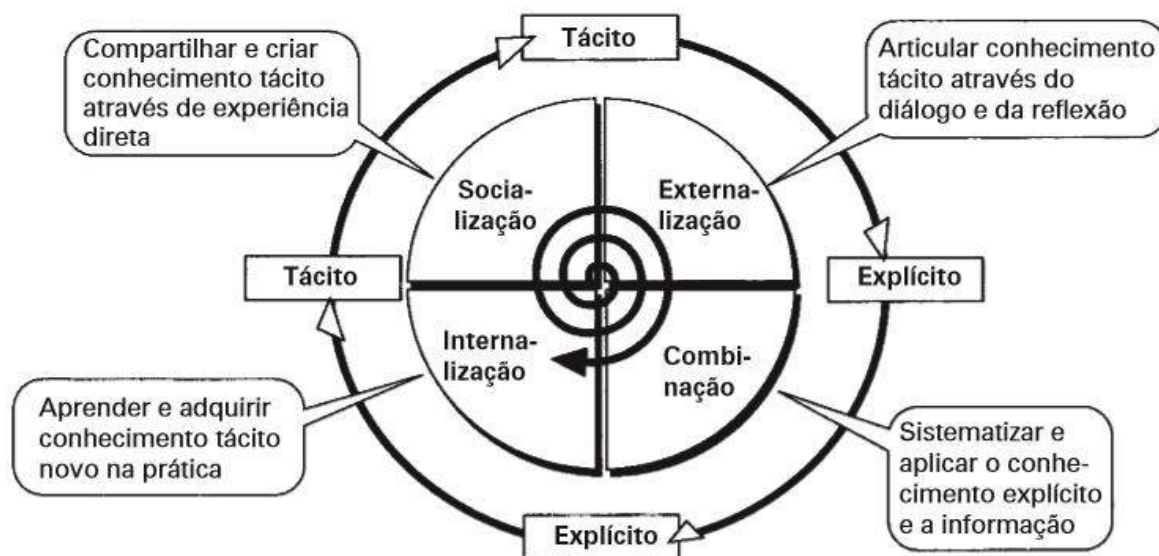 Tácito
Compartilhar e criar
conhecimento tácito
através de experiência
direta
Articular conhecimento
tácito através do
diálogo e da reflexão
Socia-
lização
Externa-
lização
Tácito
Explícito
Interna-
lização
Combi-
nação
Aprender e adquirir
conhecimento tácito
novo na prática
Sistematizar e
aplicar o conhe-
cimento explícito
e a informação
Explícito